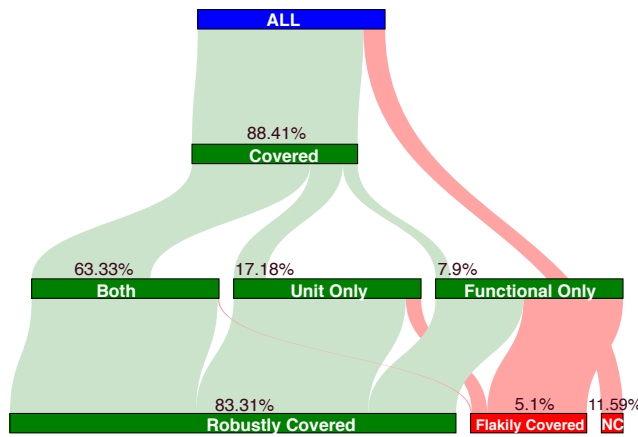 ALL
88.41%
Covered
63.33% 17.18% 7.9%
Both Unit Only Functional Only
83.31% 5.1% 11.59%
Robustly Covered Flakily Covered NC